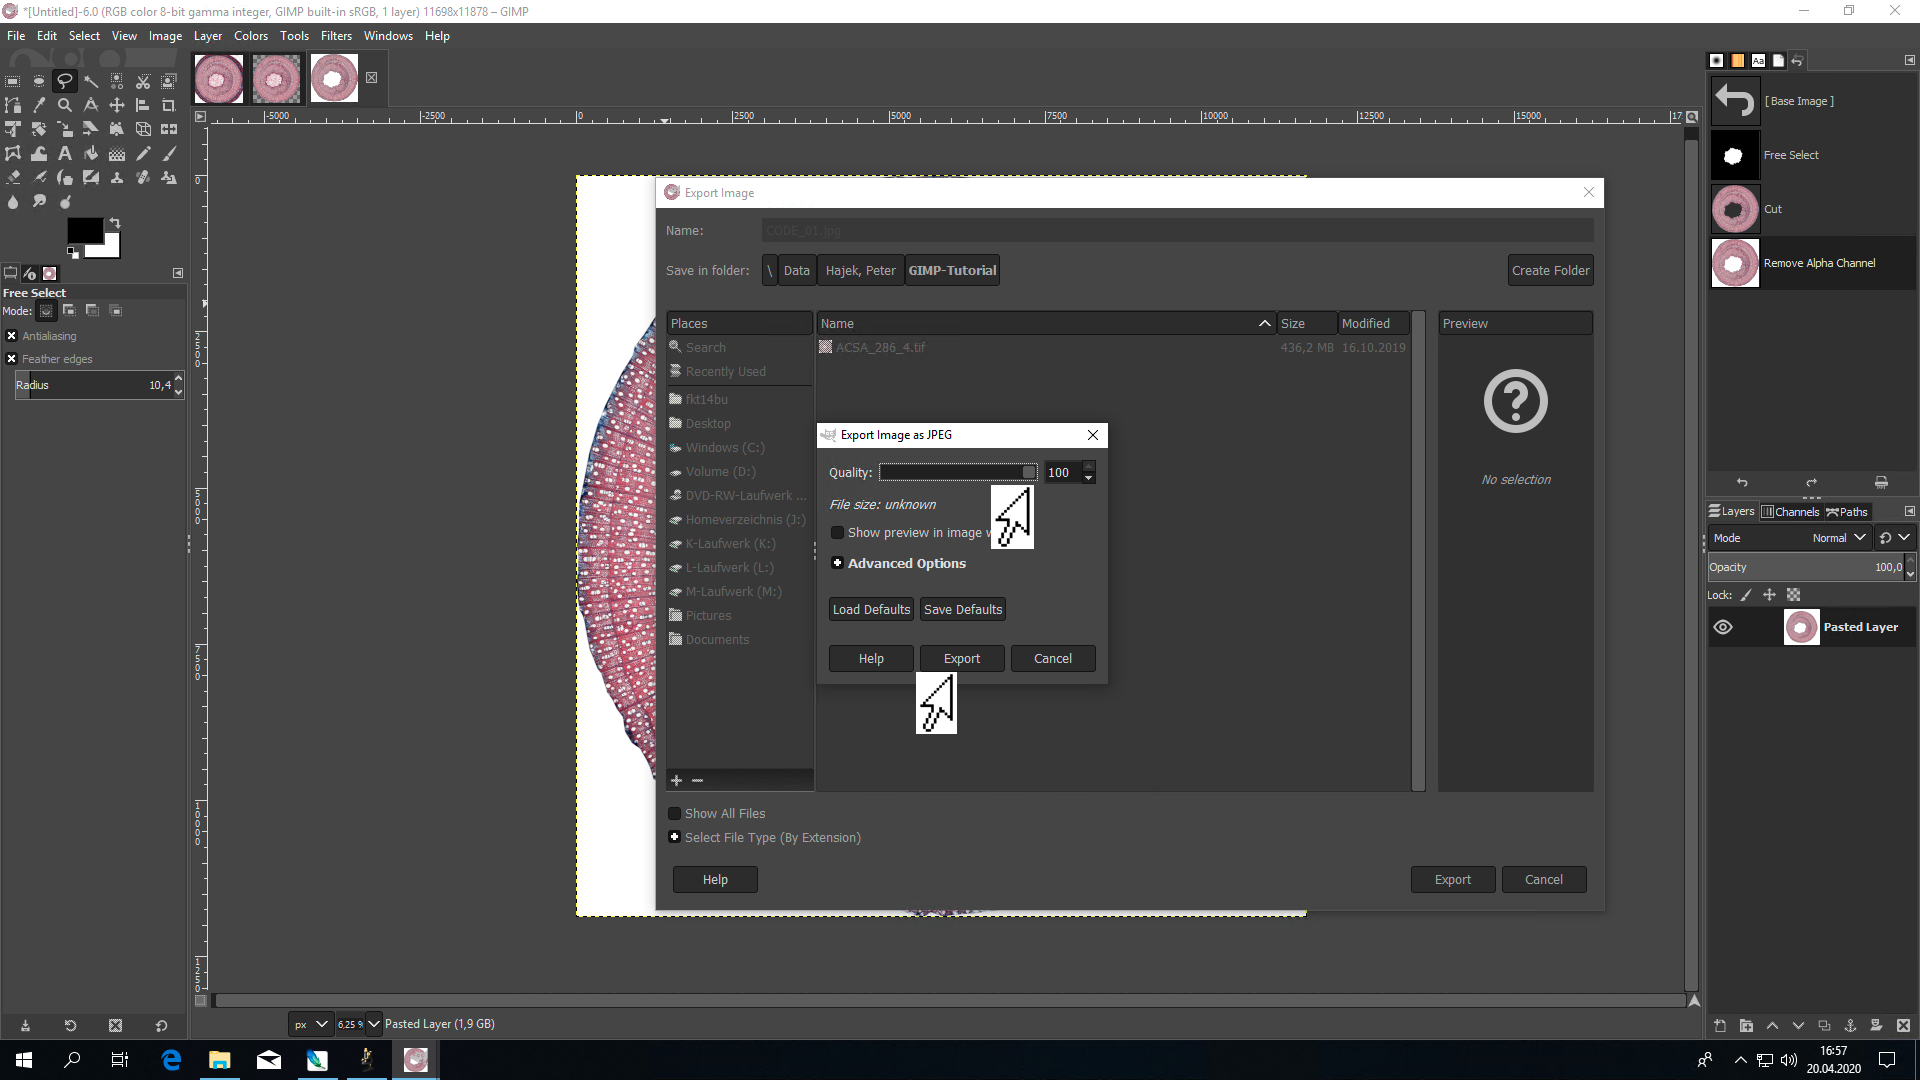 *[Untitled]-6.0 (RGB color 8-bit gamma integer, GIMP built-in sRGB, 1 layer) 11698x11878 – GIMP
File Edit Select View Image Layer Colors Tools Filters Windows Help
-5000 -2500 0 2500 5000 7500 10000 12500 15000
0
2500
5000
7500
10000
Free Select
Mode:
Antialiasing
Feather edges
Radius 10,4
Export Image
Name: CODE_01.jpg
Save in folder: \ Data Hajek, Peter GIMP-Tutorial Create Folder
Places Name Size Modified Preview
Search
Recently Used
fkt14bu
Desktop
Windows (C:)
Volume (D:)
DVD-RW-Laufwerk ...
Homeverzeichnis (J:)
K-Laufwerk (K:)
L-Laufwerk (L:)
M-Laufwerk (M:)
Pictures
Documents
ACSA_286_4.tif 436,2 MB 16.10.2019
No selection
Export Image as JPEG
Quality: 100
File size: unknown
Show preview in image
Advanced Options
Load Defaults Save Defaults
Help Export Cancel
Show All Files
Select File Type (By Extension)
Help Export Cancel
[ Base Image ]
Free Select
Cut
Remove Alpha Channel
Layers Channels Paths
Mode Normal
Opacity 100,0
Lock:
Pasted Layer
px 6,25 % Pasted Layer (1,9 GB)
16:57
20.04.2020